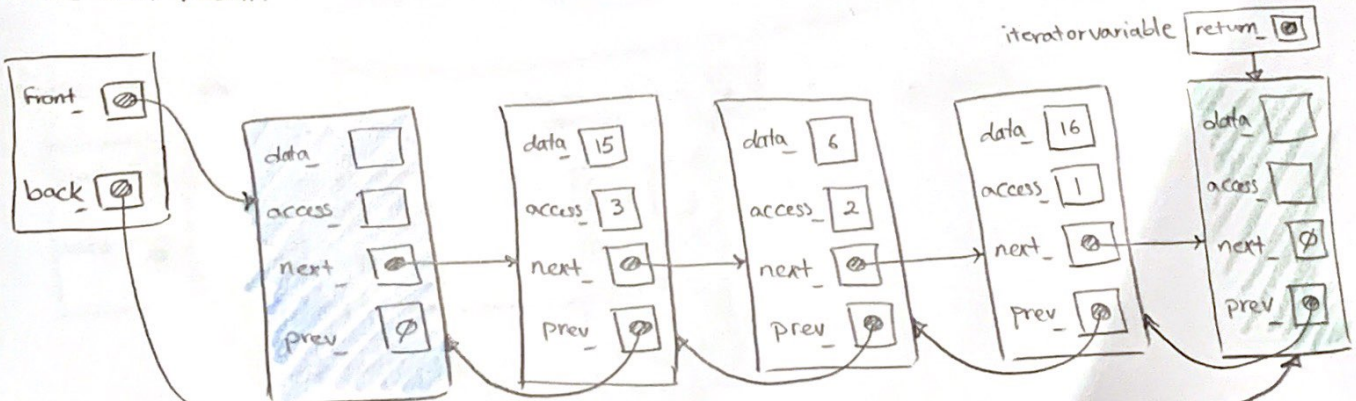 iteratorvariable return_
front_
back_
data_
access_
next_
prev_ ∅
data_ 15
access_ 3
next_
prev_
data_ 6
access_ 2
next_
prev_
data_ 16
access_ 1
next_
prev_
data_
access_
next_ ∅
prev_